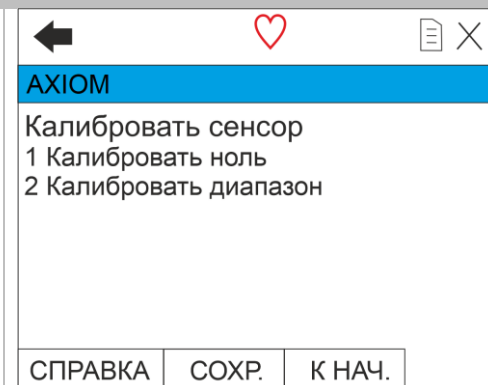 AXIOM
Калибровать сенсор
1 Калибровать ноль
2 Калибровать диапазон
СПРАВКА СОХР. К НАЧ.